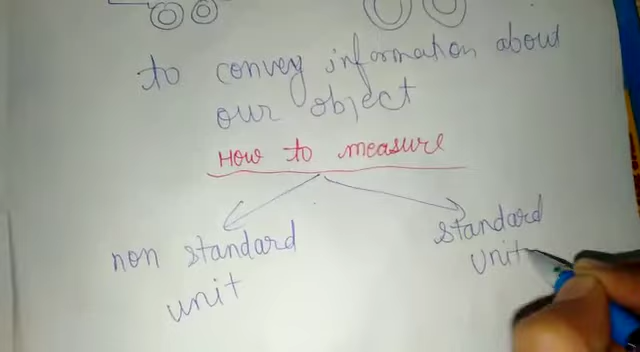 to convey information about
our object
How to measure
non standard
unit
standard
unit